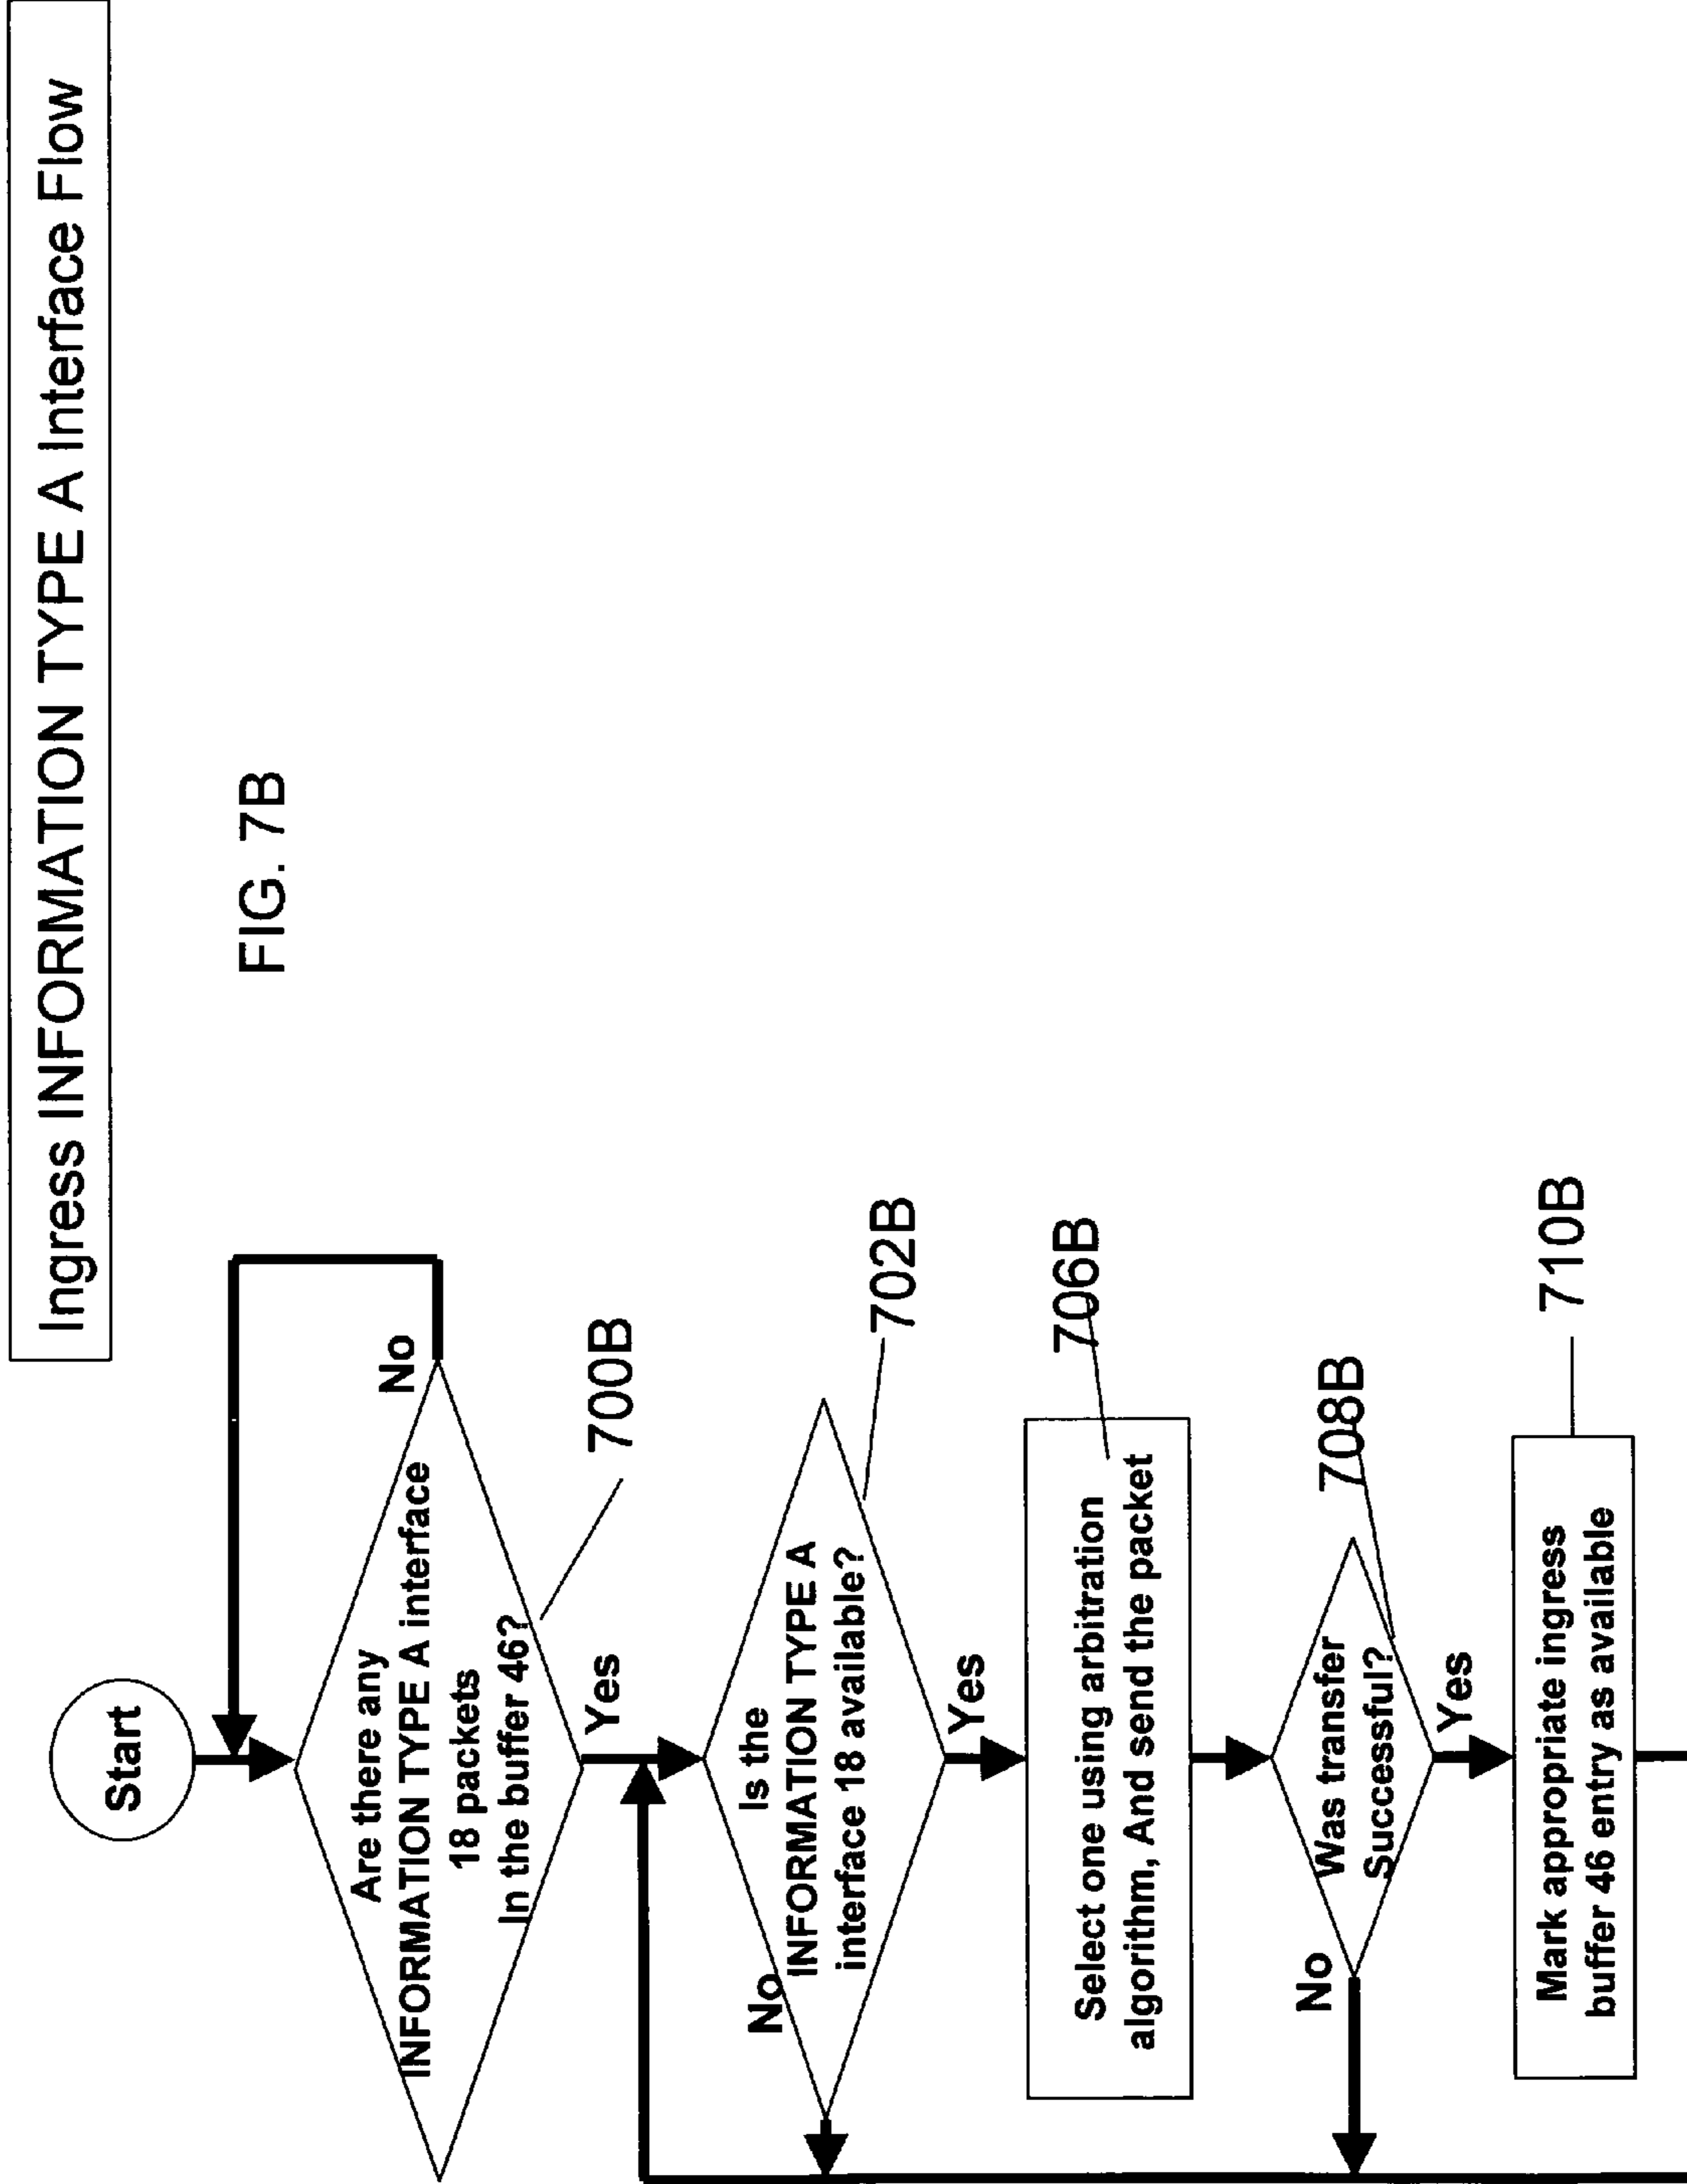 Ingress INFORMATION TYPE A Interface Flow
FIG. 7B
Start
Are there any
INFORMATION TYPE A interface
18 packets
In the buffer 46?
No
700B
Yes
Is the
INFORMATION TYPE A
interface 18 available?
No
702B
Yes
Select one using arbitration
algorithm, And send the packet
706B
Was transfer
Successful?
No
708B
Yes
Mark appropriate ingress
buffer 46 entry as available
710B